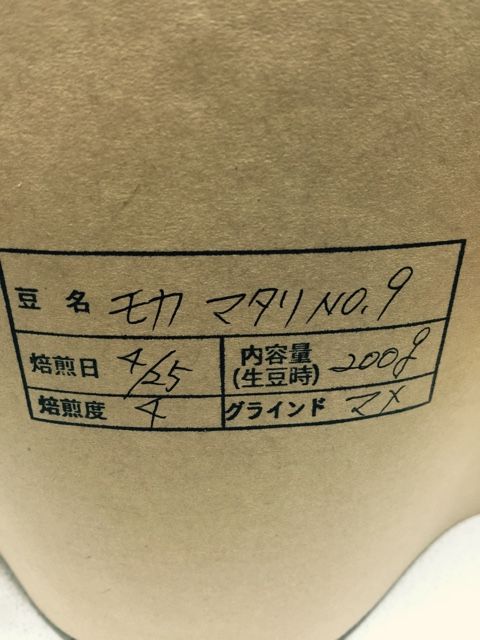 豆名 モカ マタリ NO.9
焙煎日 4/25 内容量(生豆時) 200g
焙煎度 4 グラインド マメ